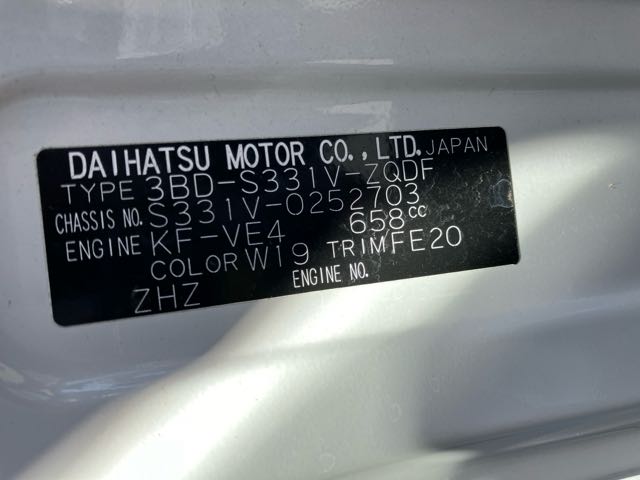 DAIHATSU MOTOR CO., LTD. JAPAN
TYPE 3BD-S331V-ZQDF
CHASSIS NO. S331V-0252703
ENGINE KF-VE4 658cc
COLOR W19 TRIM FE20
ENGINE NO.
ZHZ